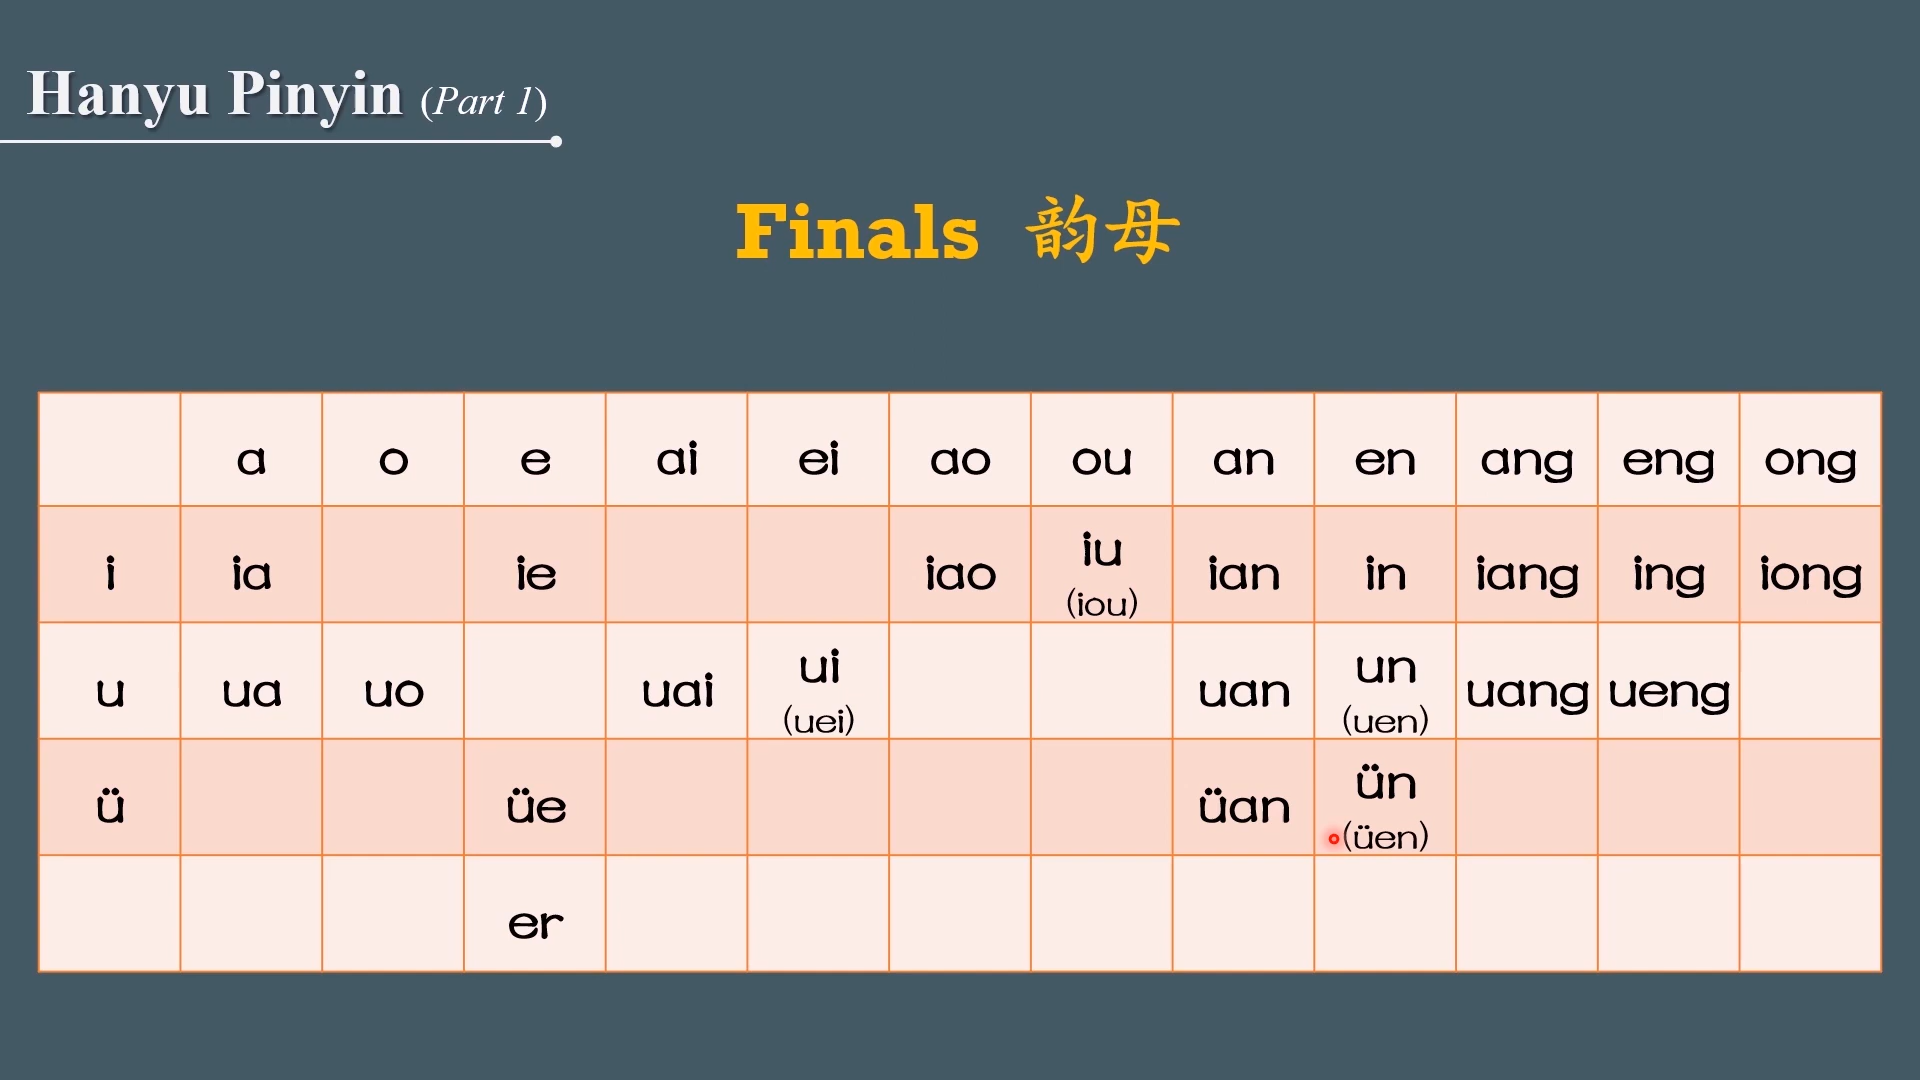 Hanyu Pinyin (Part 1)
Finals 韵母
a o e ai ei ao ou an en ang eng ong
i ia ie iao iu (iou) ian in iang ing iong
u ua uo uai ui (uei) uan un (uen) uang ueng
ü üe üan ün (üen)
er